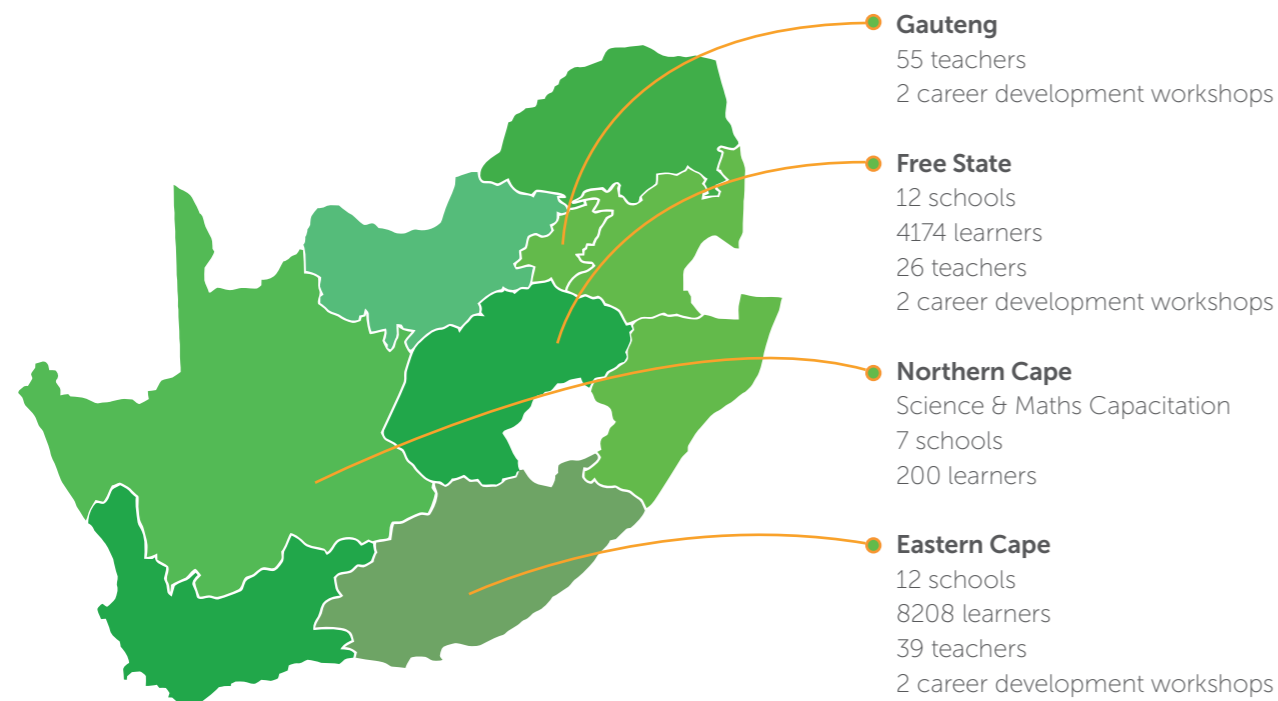 Gauteng
55 teachers
2 career development workshops
Free State
12 schools
4174 learners
26 teachers
2 career development workshops
Northern Cape
Science & Maths Capacitation
7 schools
200 learners
Eastern Cape
12 schools
8208 learners
39 teachers
2 career development workshops